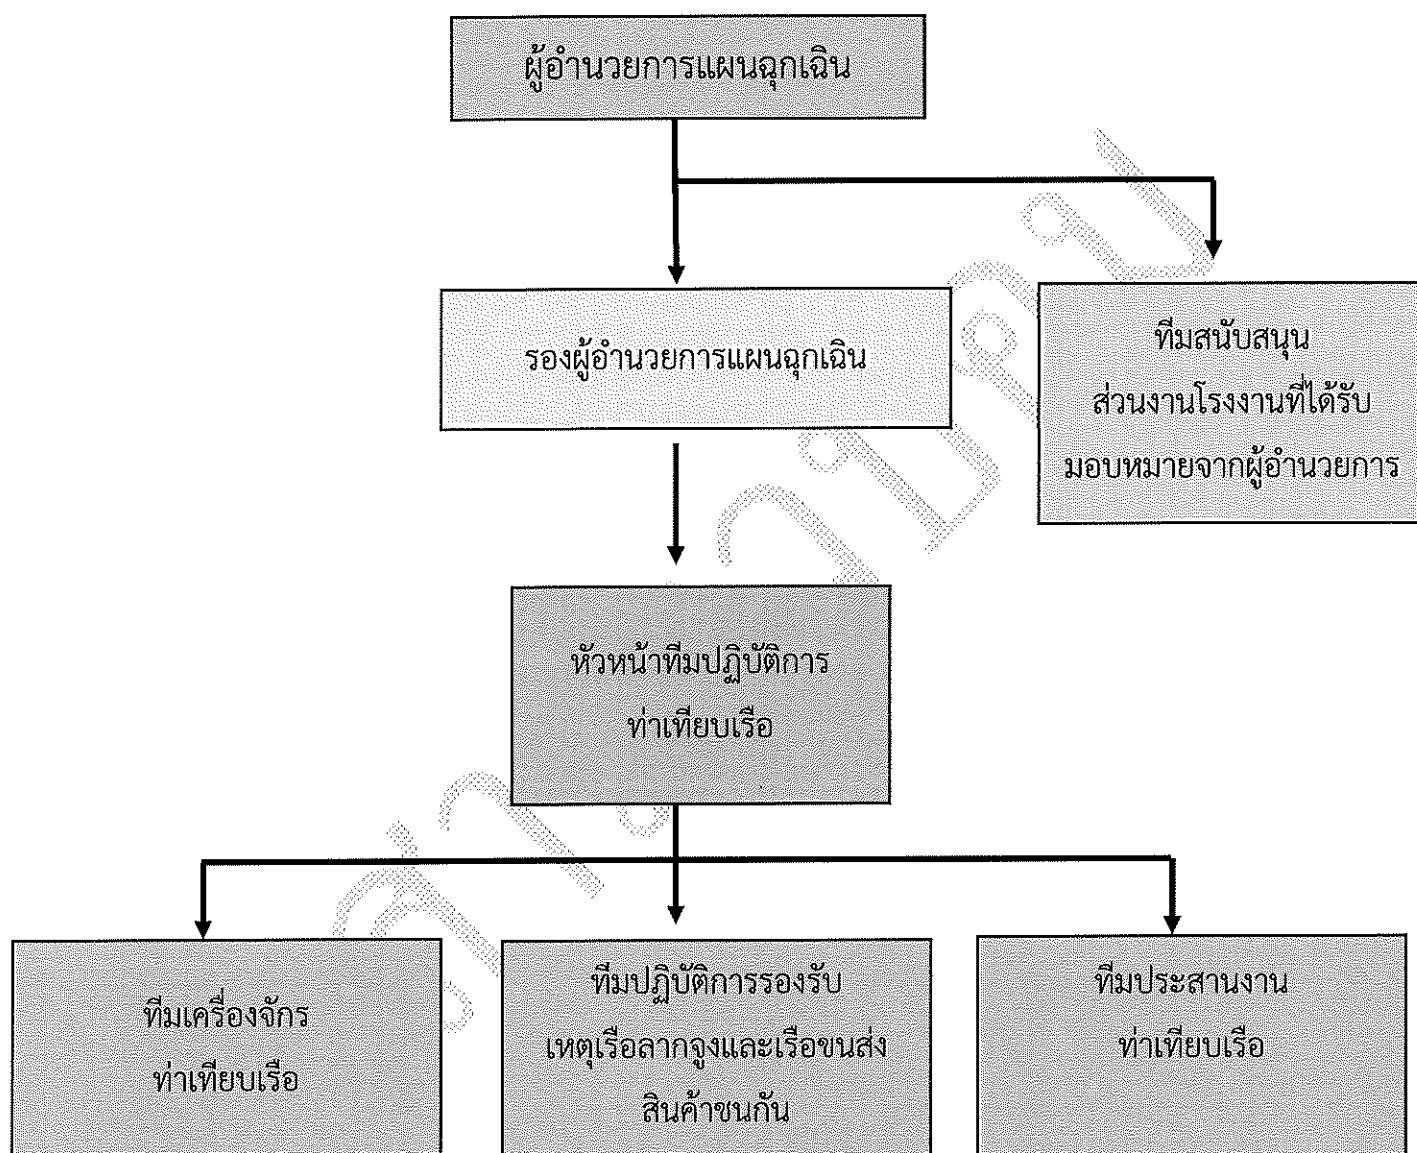 ผู้อำนวยการแผนฉุกเฉิน
รองผู้อำนวยการแผนฉุกเฉิน
ทีมสนับสนุน
ส่วนงานโรงงานที่ได้รับ
มอบหมายจากผู้อำนวยการ
หัวหน้าทีมปฏิบัติการ
ท่าเทียบเรือ
ทีมเครื่องจักร
ท่าเทียบเรือ
ทีมปฏิบัติการรองรับ
เหตุเรือลากจูงและเรือขนส่ง
สินค้าชนกัน
ทีมประสานงาน
ท่าเทียบเรือ